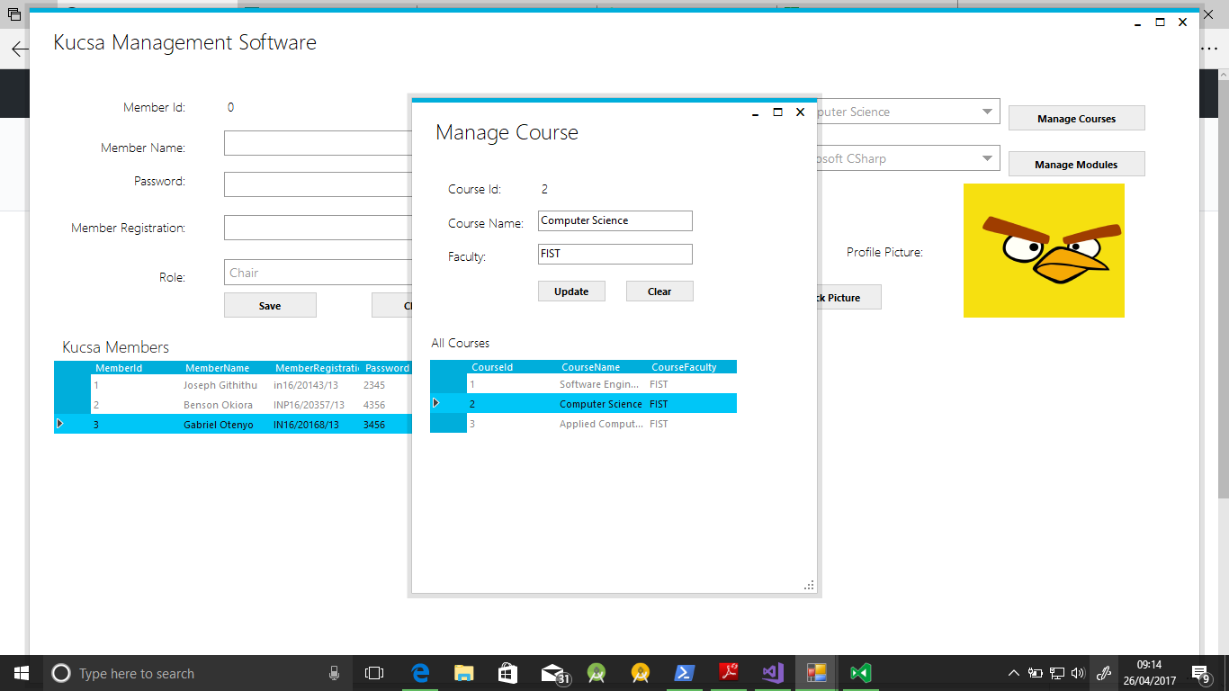 Kucsa Management Software
Member Id: 0
Member Name:
Password:
Member Registration:
Role: Chair
Save
Manage Courses
Manage Modules
CSharp
Profile Picture:
Picture
Kucsa Members
MemberId MemberName Password
1 Joseph Githithu in16/20143/13 2345
2 Benson Okiora INP16/20357/13 4356
3 Gabriel Otenyo IN16/20168/13 3456
Manage Course
Course Id: 2
Course Name: Computer Science
Faculty: FIST
Update Clear
All Courses
CourseId CourseName CourseFaculty
1 Software Engin... FIST
2 Computer Science FIST
3 Applied Comput... FIST
Science
Type here to search
31
09:14
26/04/2017
9